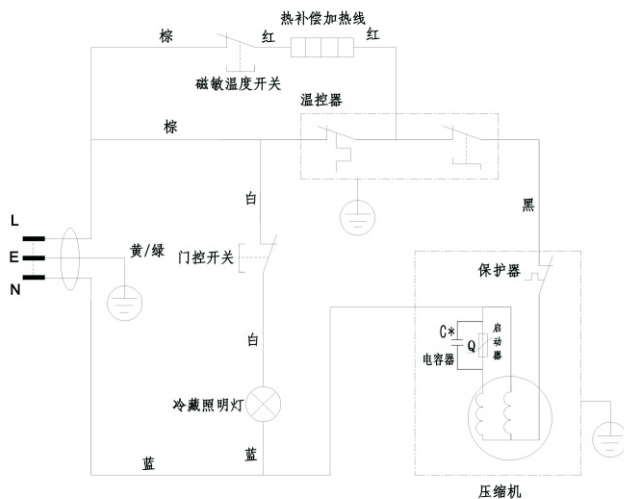 热补偿加热线
棕
红
红
磁敏温度开关
温控器
棕
白
黑
L
E
N
黄/绿
门控开关
保护器
白
C*
Q
启动器
电容器
冷藏照明灯
蓝
蓝
压缩机